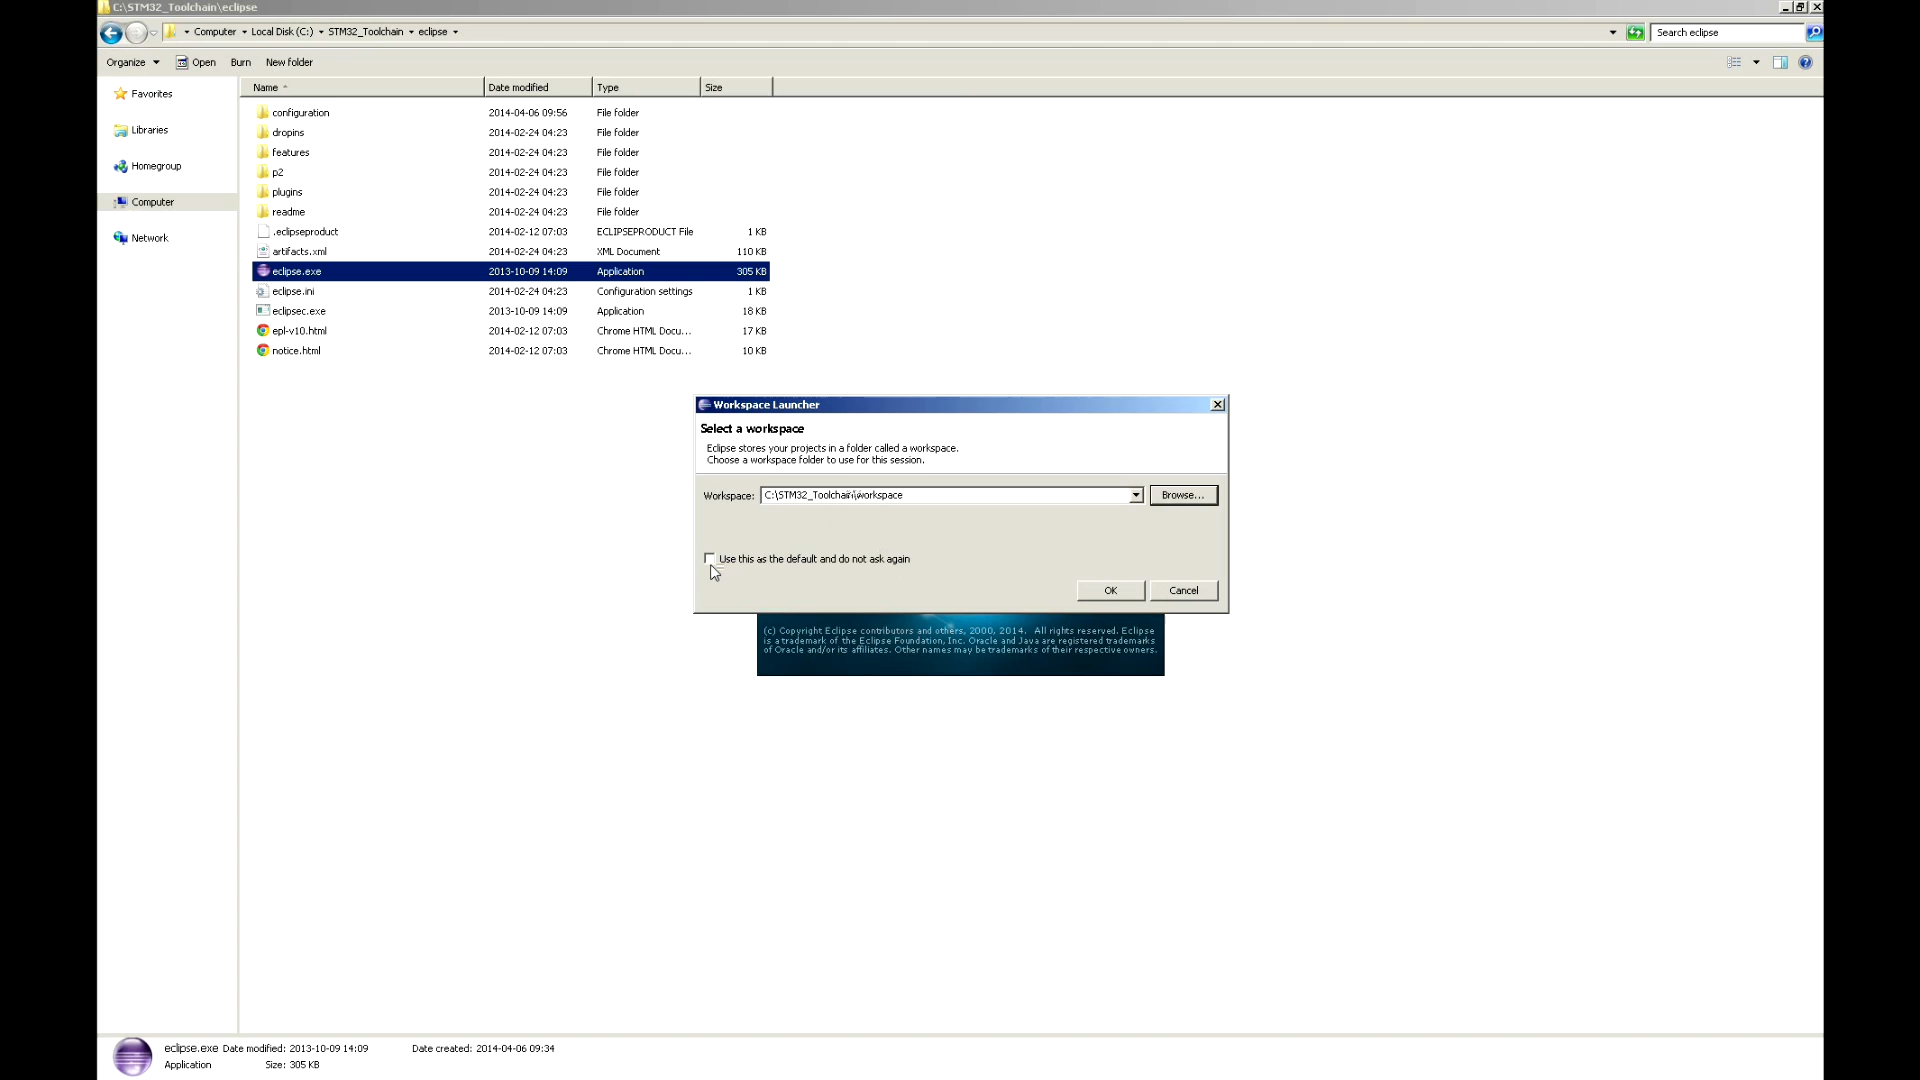 C:\STM32_Toolchain\eclipse
Computer Local Disk (C:) STM32_Toolchain eclipse
Search eclipse
Organize Open Burn New folder
Favorites
Libraries
Homegroup
Computer
Network
Name Date modified Type Size
configuration 2014-04-06 09:56 File folder
dropins 2014-02-24 04:23 File folder
features 2014-02-24 04:23 File folder
p2 2014-02-24 04:23 File folder
plugins 2014-02-24 04:23 File folder
readme 2014-02-24 04:23 File folder
.eclipseproduct 2014-02-12 07:03 ECLIPSEPRODUCT File 1 KB
artifacts.xml 2014-02-24 04:23 XML Document 110 KB
eclipse.exe 2013-10-09 14:09 Application 305 KB
eclipse.ini 2014-02-24 04:23 Configuration settings 1 KB
eclipsec.exe 2013-10-09 14:09 Application 18 KB
epl-v10.html 2014-02-12 07:03 Chrome HTML Docu... 17 KB
notice.html 2014-02-12 07:03 Chrome HTML Docu... 10 KB
Workspace Launcher
Select a workspace
Eclipse stores your projects in a folder called a workspace.
Choose a workspace folder to use for this session.
Workspace: C:\STM32_Toolchain\workspace Browse...
Use this as the default and do not ask again
OK Cancel
(c) Copyright Eclipse contributors and others, 2000, 2014. All rights reserved. Eclipse
is a trademark of the Eclipse Foundation, Inc. Oracle and Java are registered trademarks
of Oracle and/or its affiliates. Other names may be trademarks of their respective owners.
eclipse.exe Date modified: 2013-10-09 14:09 Date created: 2014-04-06 09:34
Application Size: 305 KB